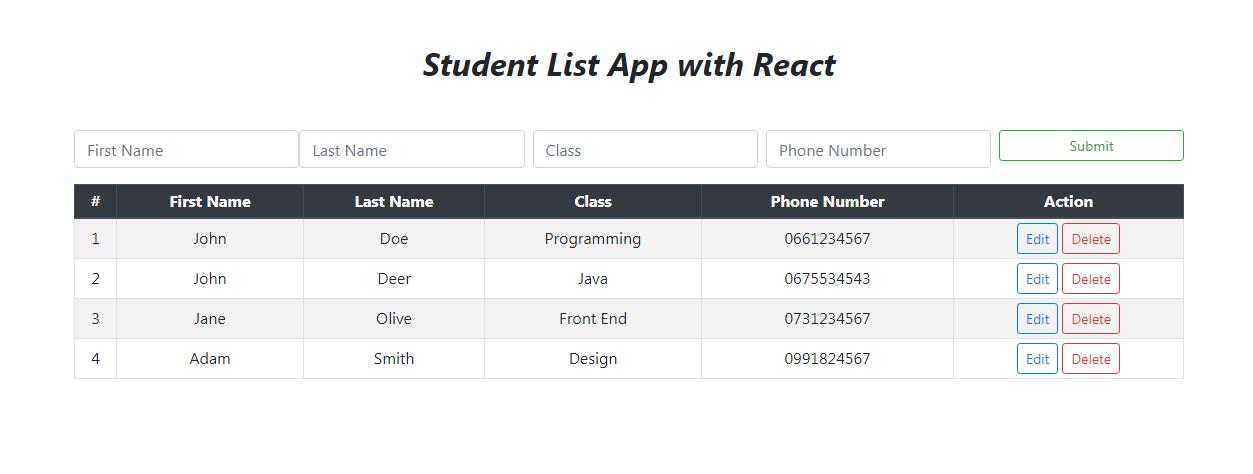 Student List App with React
First Name Last Name Class Phone Number Submit
# First Name Last Name Class Phone Number Action
1 John Doe Programming 0661234567 Edit Delete
2 John Deer Java 0675534543 Edit Delete
3 Jane Olive Front End 0731234567 Edit Delete
4 Adam Smith Design 0991824567 Edit Delete